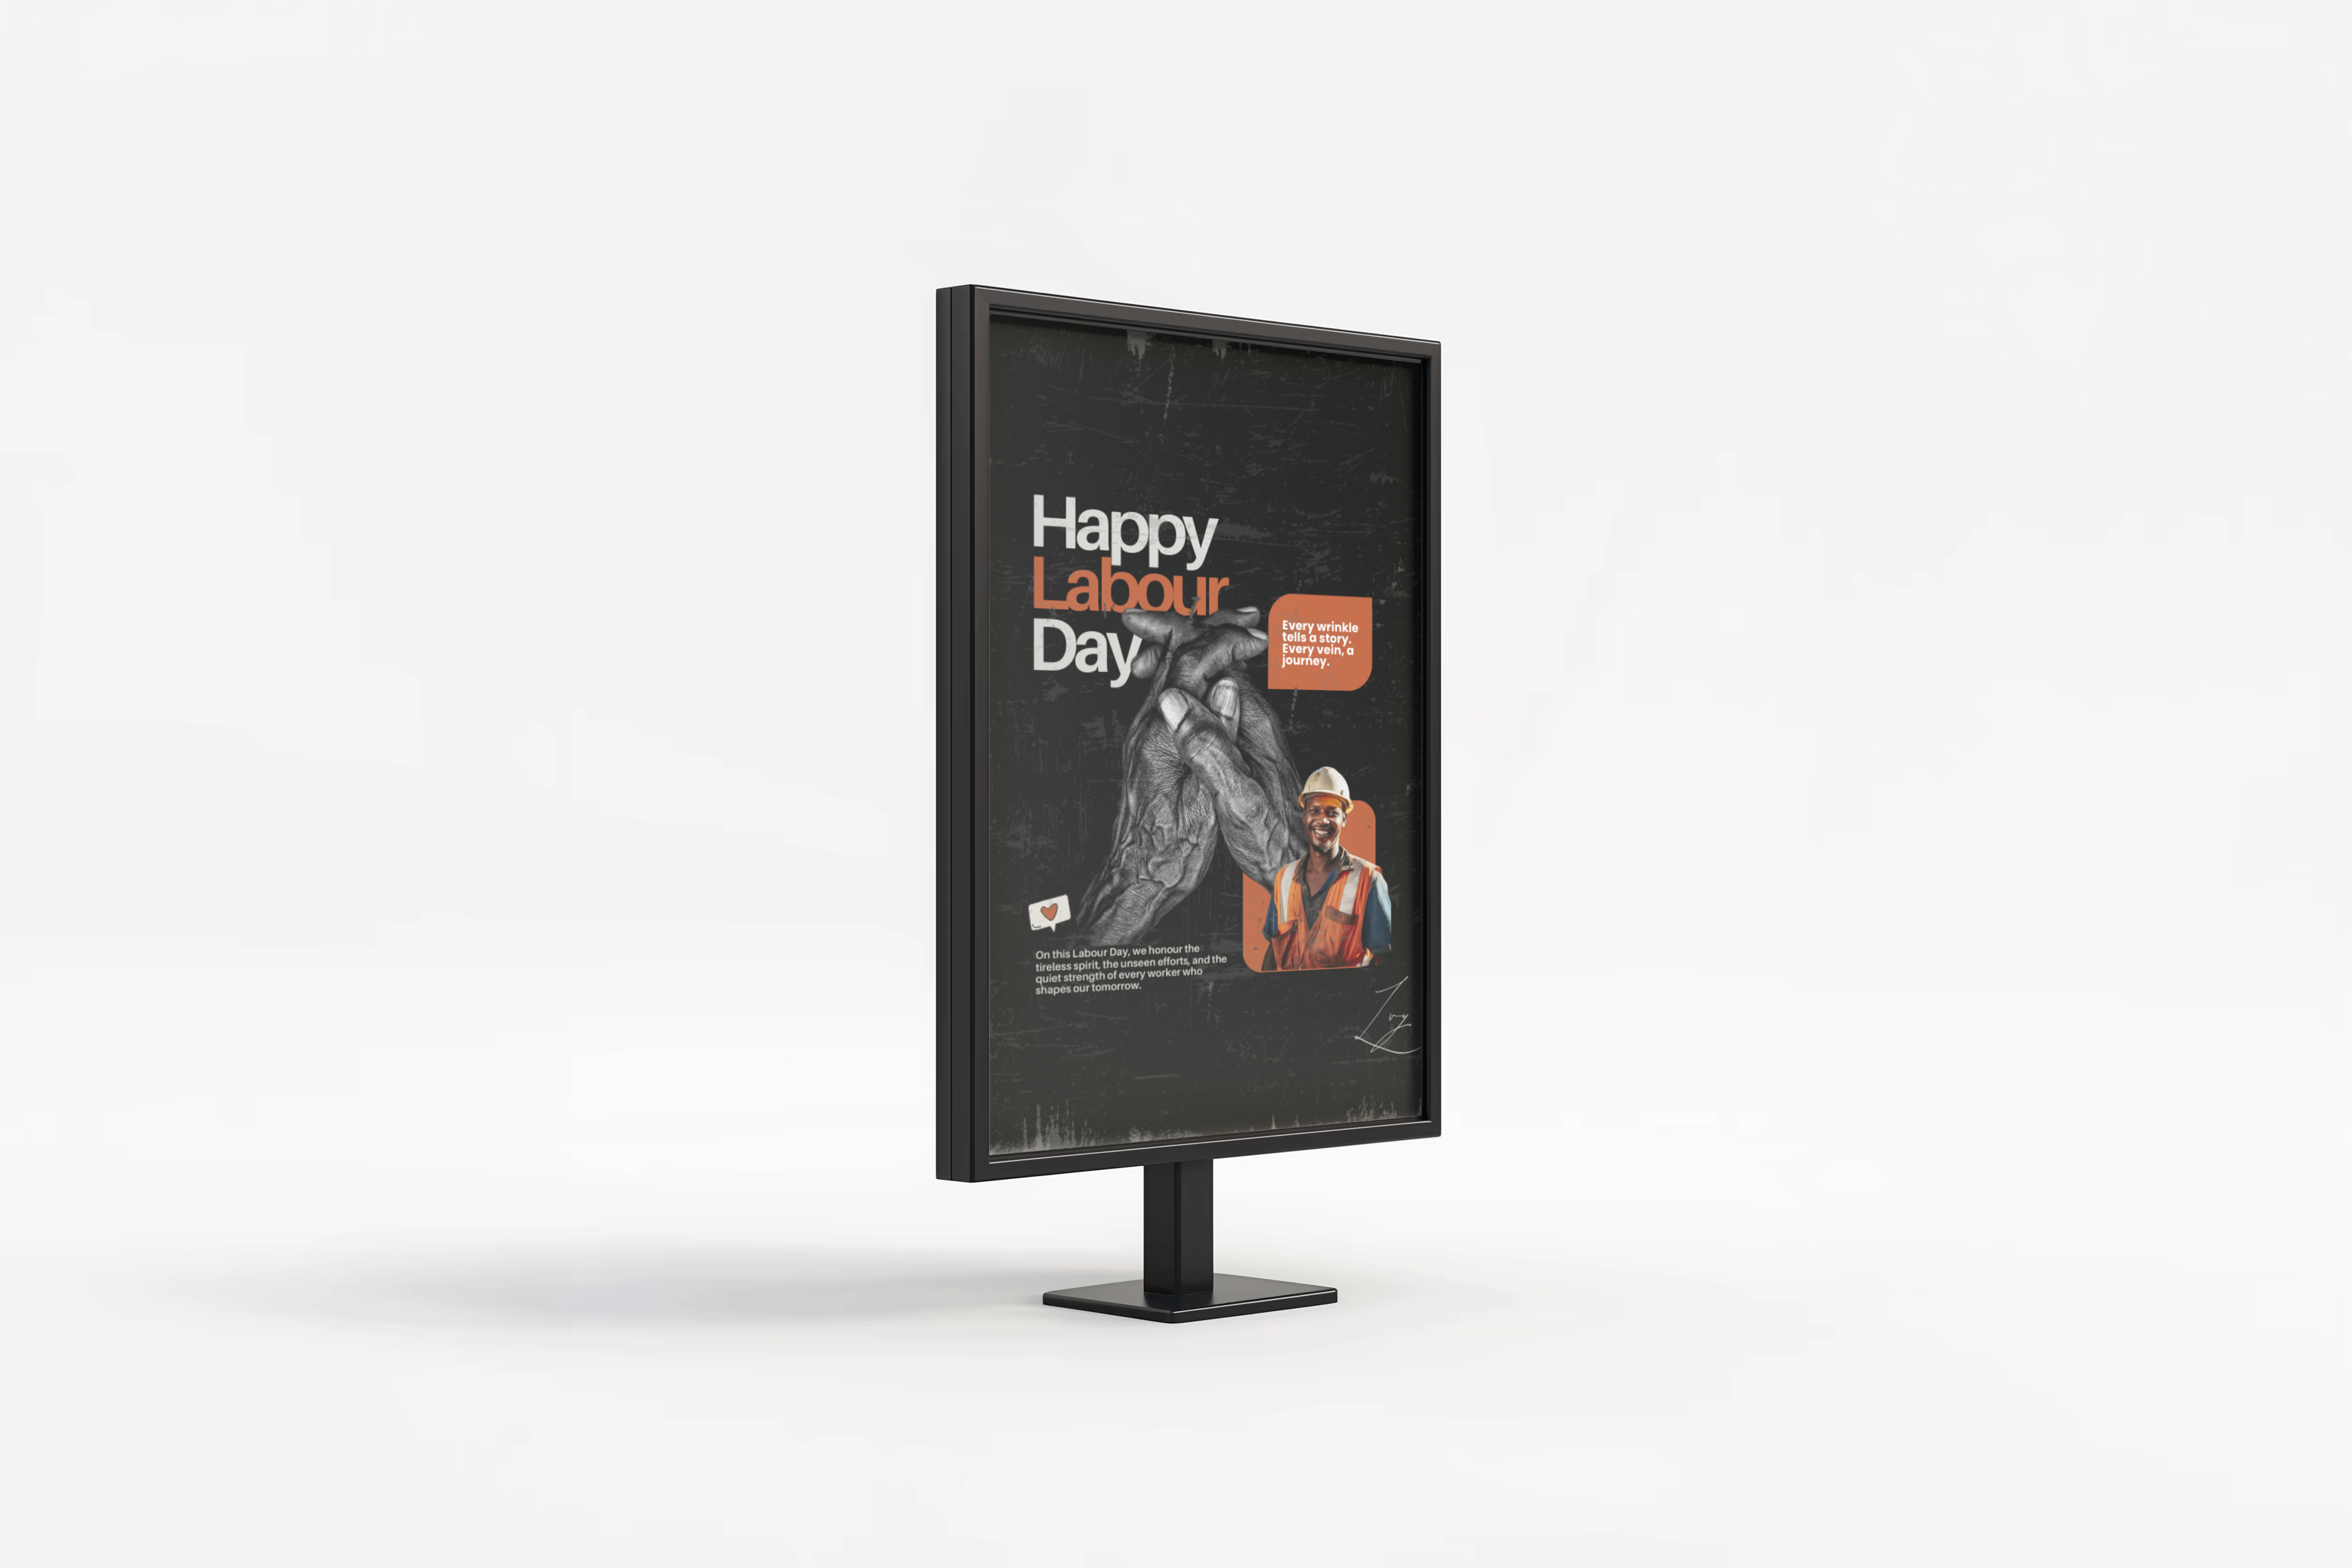 Happy
Labour
Day
Every wrinkle
tells a story.
Every vein, a
journey.
On this Labour Day, we honour the
tireless spirit, the unseen efforts, and the
quiet strength of every worker who
shapes our tomorrow.